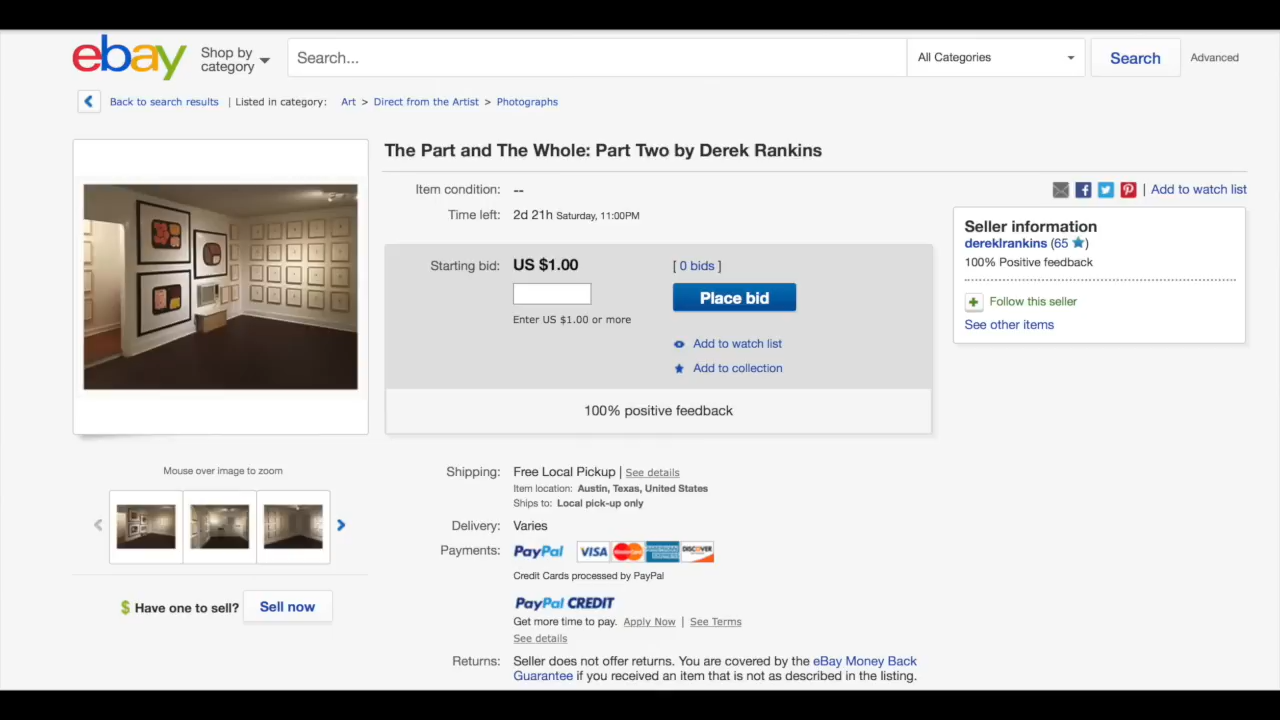 ebay
Shop by
category
Search...
All Categories
Search
Advanced
Back to search results | Listed in category: Art > Direct from the Artist > Photographs
The Part and The Whole: Part Two by Derek Rankins
Item condition: --
Time left: 2d 21h Saturday, 11:00PM
| Add to watch list
Starting bid: US $1.00 [ 0 bids ]
Place bid
Enter US $1.00 or more
Add to watch list
Add to collection
100% positive feedback
Seller information
dereklrankins (65 )
100% Positive feedback
Follow this seller
See other items
Mouse over image to zoom
$ Have one to sell? Sell now
Shipping: Free Local Pickup | See details
Item location: Austin, Texas, United States
Ships to: Local pick-up only
Delivery: Varies
Payments: PayPal VISA MasterCard AMERICAN EXPRESS DISCOVER
Credit Cards processed by PayPal
PayPal CREDIT
Get more time to pay. Apply Now | See Terms
See details
Returns: Seller does not offer returns. You are covered by the eBay Money Back
Guarantee if you received an item that is not as described in the listing.